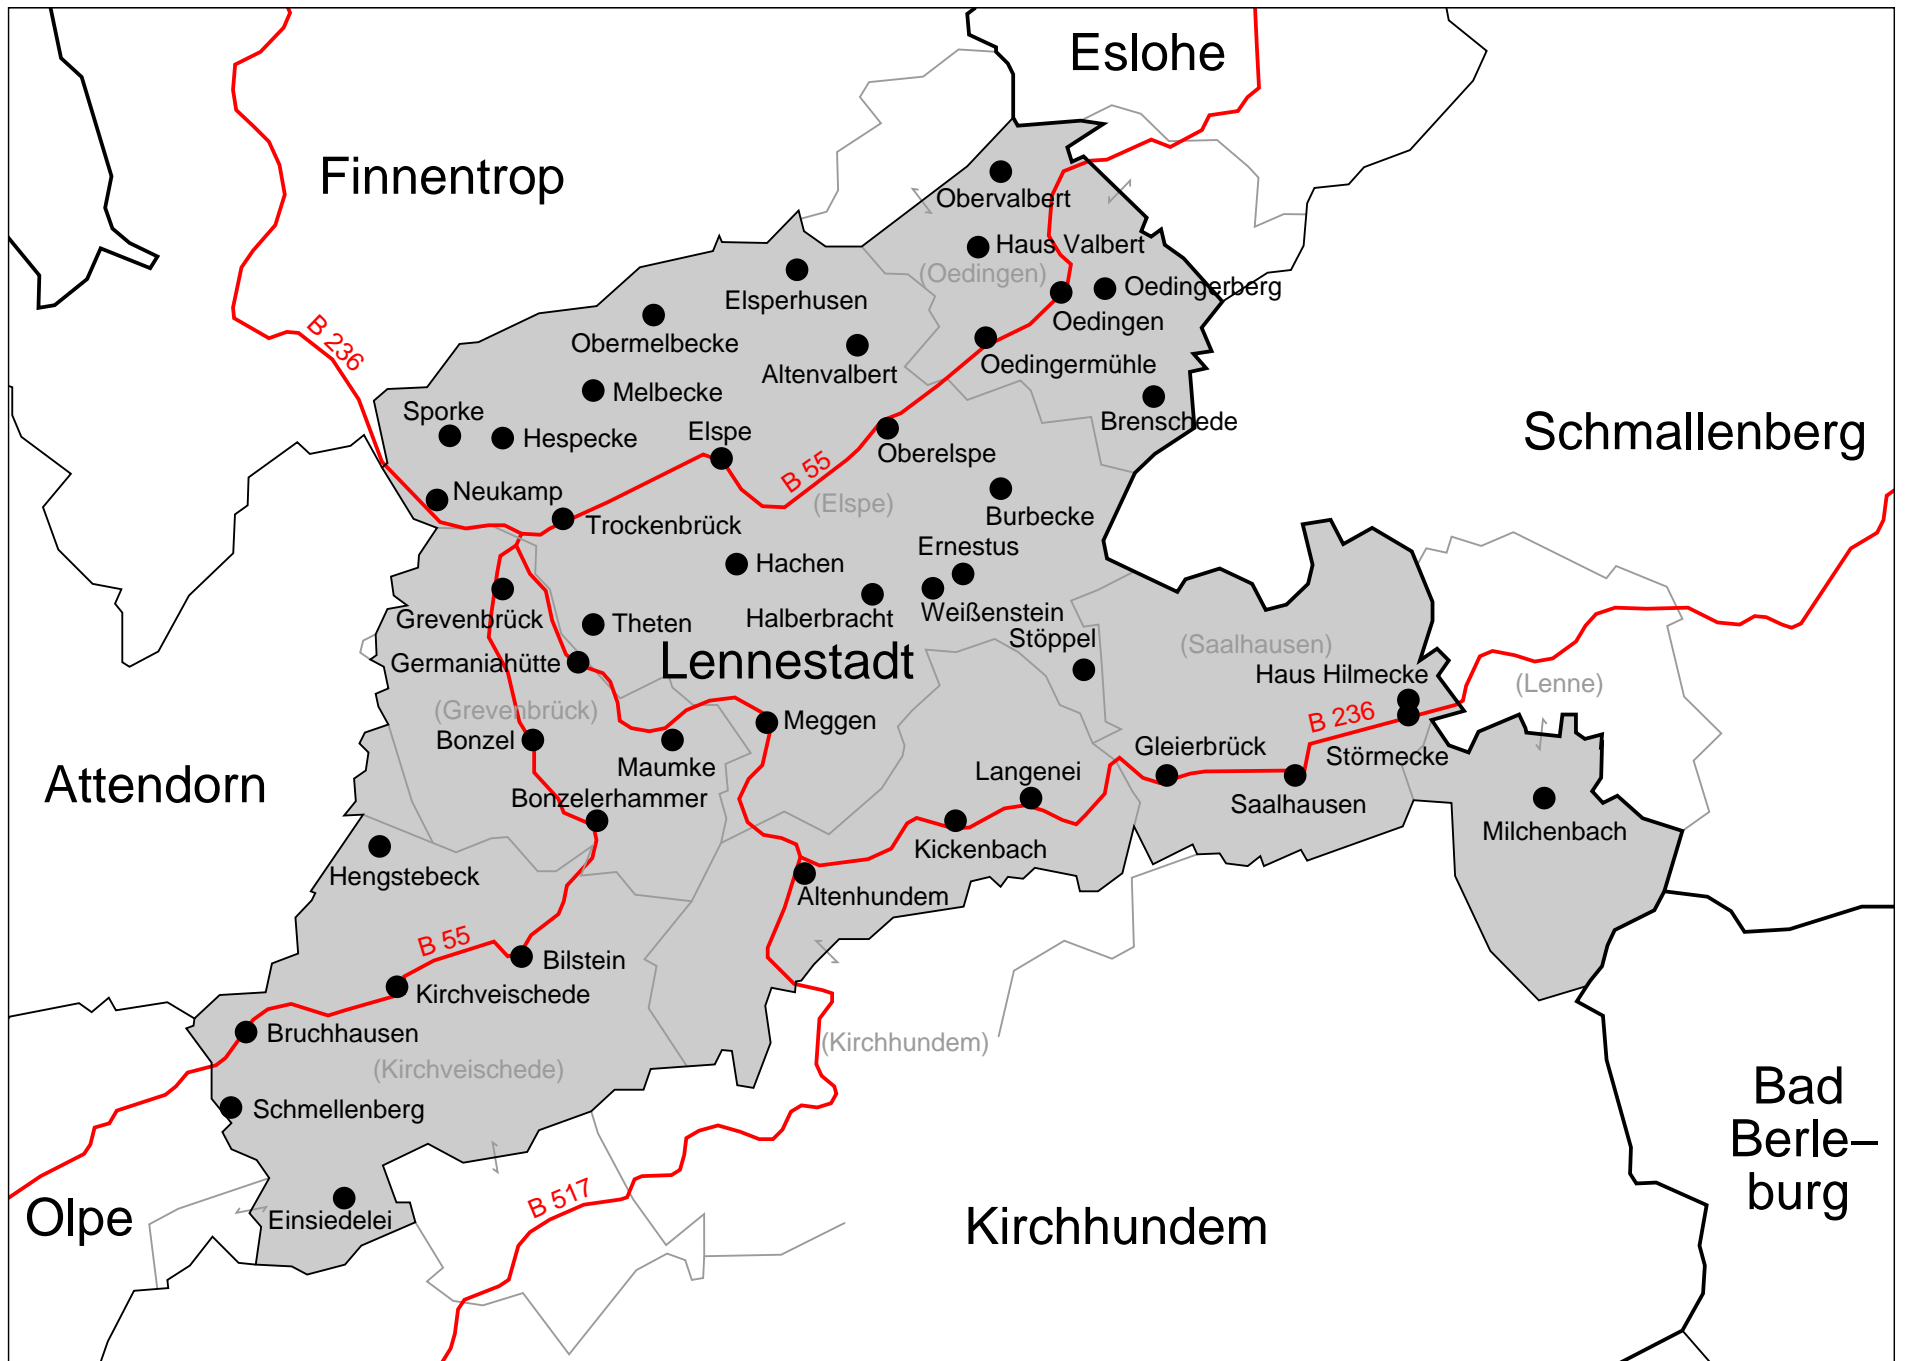 Eslohe
Finnentrop
Obervalbert
Haus Valbert
(Oedingen)
Oedingerberg
Elsperhusen
Oedingen
B 236
Obermelbecke
Altenvalbert
Oedingermühle
Melbecke
Sporke
Brenschede
Schmallenberg
Hespecke
Elspe
Oberelspe
B 55
Neukamp
(Elspe)
Trockenbrück
Burbecke
Ernestus
Hachen
Grevenbrück
Theten
Halberbracht
Weißenstein
Stöppel
(Saalhausen)
Germaniahütte
Lennestadt
Haus Hilmecke
(Lenne)
(Grevenbrück)
B 236
Meggen
Bonzel
Gleierbrück
Störmecke
Maumke
Langenei
Attendorn
Bonzelerhammer
Saalhausen
Milchenbach
Kickenbach
Hengstebeck
Altenhundem
B 55
Bilstein
Kirchveischede
Bruchhausen
(Kirchhundem)
(Kirchveischede)
Schmellenberg
Bad
Berle–
burg
B 517
Olpe
Einsiedelei
Kirchhundem